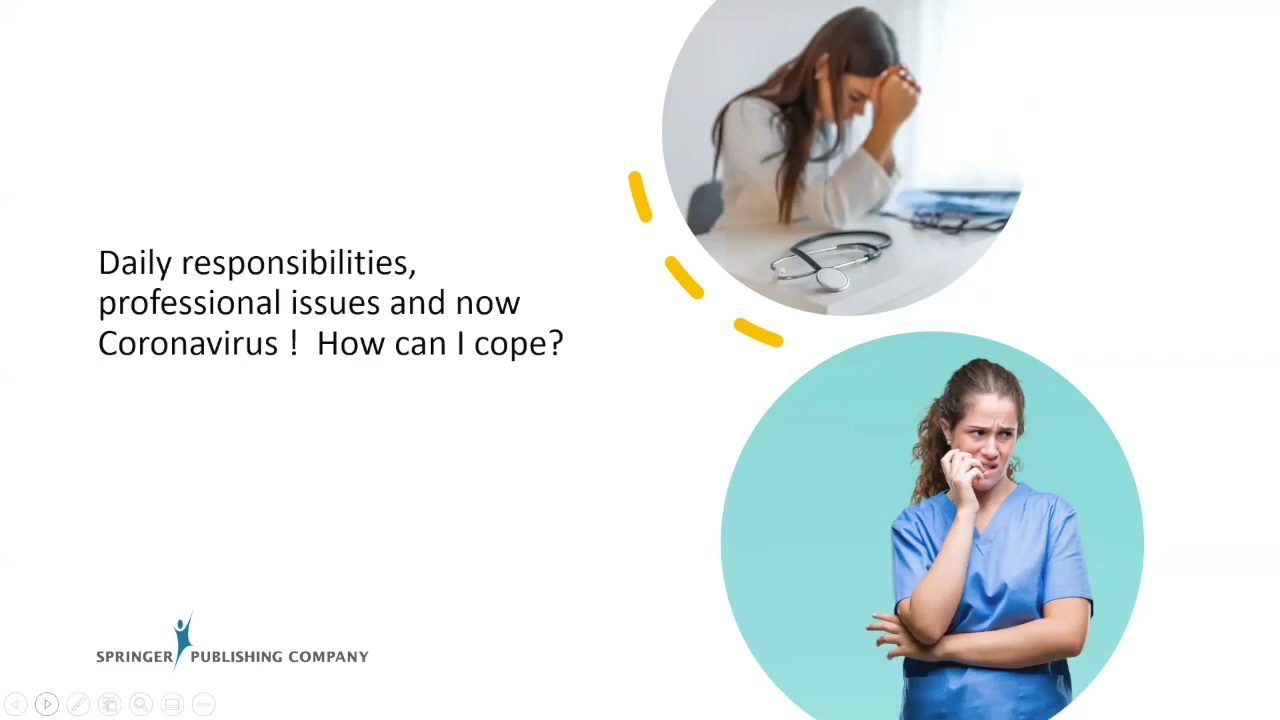 Daily responsibilities,
professional issues and now
Coronavirus !  How can I cope?
SPRINGER PUBLISHING COMPANY